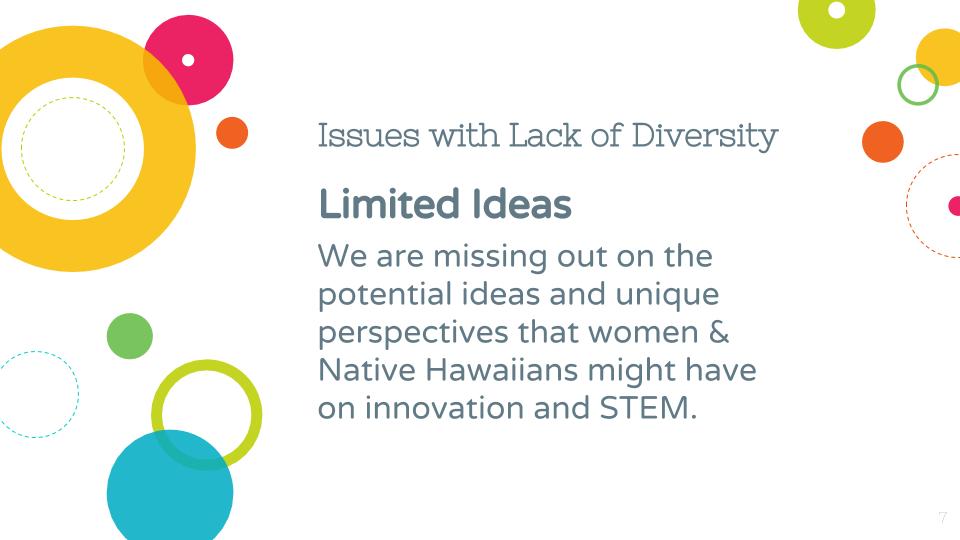 Issues with Lack of Diversity
Limited Ideas
We are missing out on the
potential ideas and unique
perspectives that women &
Native Hawaiians might have
on innovation and STEM.
7